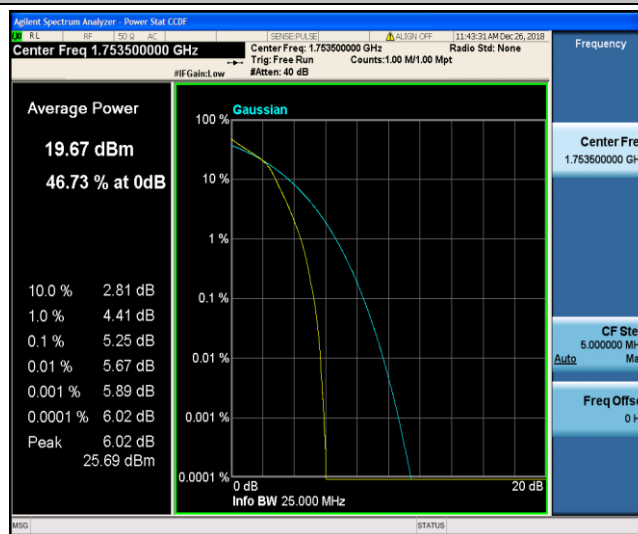 Agilent Spectrum Analyzer - Power Stat CCDF
RL RF 50 Ω AC SENSE:PULSE ALIGN OFF 11:43:31 AM Dec 26, 2018
Center Freq 1.753500000 GHz
Center Freq: 1.753500000 GHz Radio Std: None
Trig: Free Run Counts:1.00 M/1.00 Mpt
#IFGain:Low #Atten: 40 dB
Frequency
Average Power
19.67 dBm
46.73 % at 0dB
10.0 % 2.81 dB
1.0 % 4.41 dB
0.1 % 5.25 dB
0.01 % 5.67 dB
0.001 % 5.89 dB
0.0001 % 6.02 dB
Peak 6.02 dB
25.69 dBm
Gaussian
100 %
10 %
1 %
0.1 %
0.01 %
0.001 %
0.0001 %
0 dB 20 dB
Info BW 25.000 MHz
Center Fre
1.753500000 GH
CF Ste
5.000000 MH
Auto Ma
Freq Offse
0 H
MSG STATUS